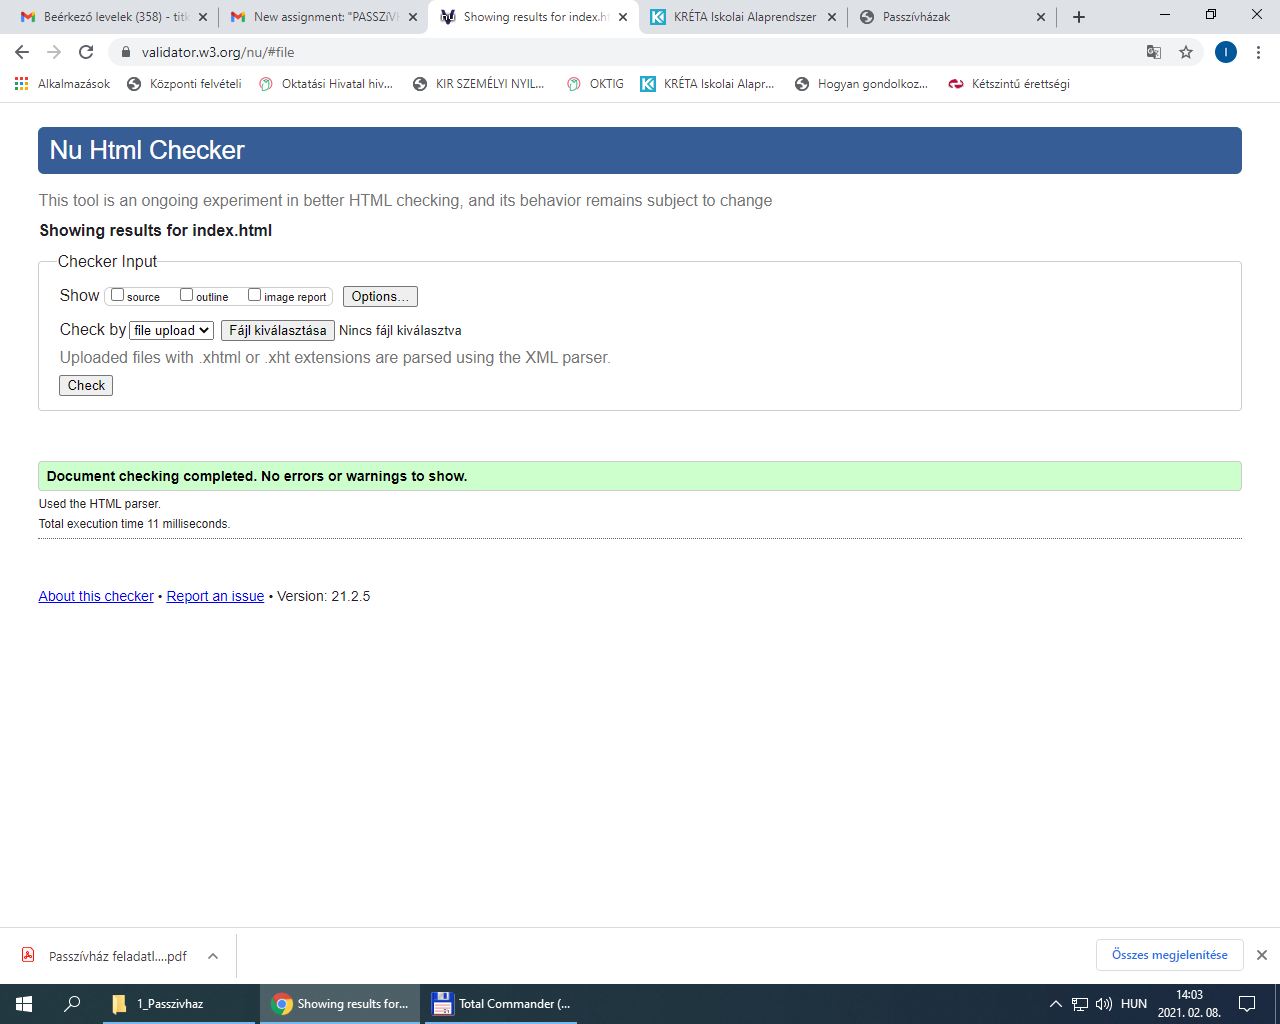 Beérkező levelek (358) - titk
New assignment: "PASSZÍVH
Showing results for index.ht
KRÉTA Iskolai Alaprendszer
Passzívházak
validator.w3.org/nu/#file
I
Alkalmazások
Központi felvételi
Oktatási Hivatal hiv...
KIR SZEMÉLYI NYIL...
OKTIG
KRÉTA Iskolai Alapr...
Hogyan gondolkoz...
Kétszintű érettségi
Nu Html Checker
This tool is an ongoing experiment in better HTML checking, and its behavior remains subject to change
Showing results for index.html
Checker Input
Show source outline image report Options...
Check by file upload Fájl kiválasztása Nincs fájl kiválasztva
Uploaded files with .xhtml or .xht extensions are parsed using the XML parser.
Check
Document checking completed. No errors or warnings to show.
Used the HTML parser.
Total execution time 11 milliseconds.
About this checker • Report an issue • Version: 21.2.5
Passzívház feladatl....pdf
Összes megjelenítése
1_Passzivhaz
Showing results for...
Total Commander (...
HUN
14:03
2021. 02. 08.